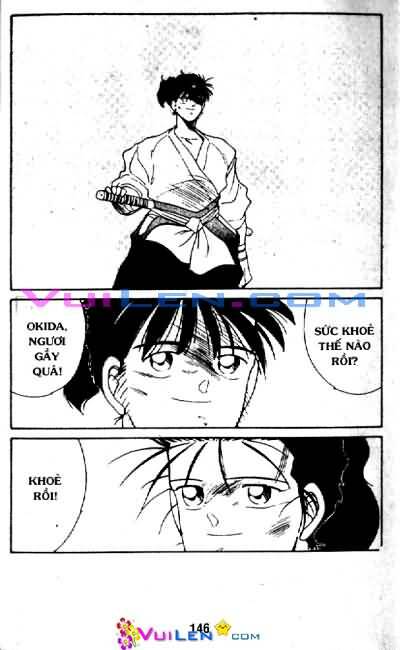 VUILEN.COM
OKIDA,
NGƯƠI
GẦY
QUÁ!
SỨC KHOẺ
THẾ NÀO
RỒI?
KHOẺ
RỒI!
146
VUILEN.COM